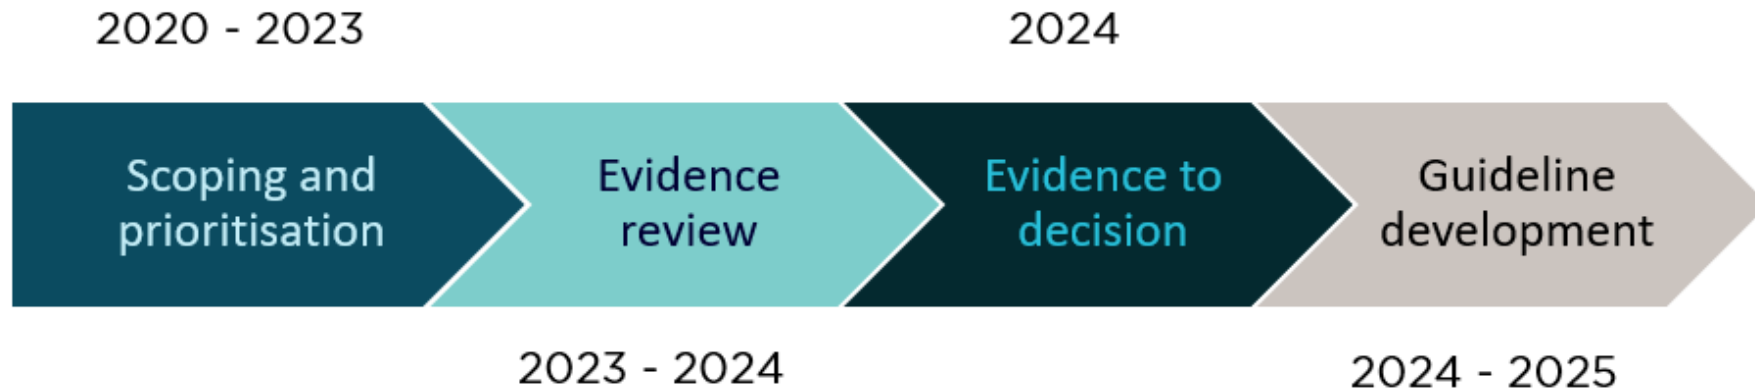 2020 - 2023
2024
Scoping and
prioritisation
Evidence
review
Evidence to
decision
Guideline
development
2023 - 2024
2024 - 2025